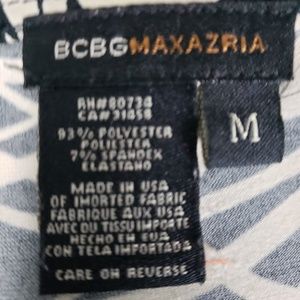 BCBGMAXAZRIA
RN#80734
CA#31458
93% POLYESTER
POLIESTER
7% SPANDEX
ELASTANO
M
MADE IN USA
OF IMPORTED FABRIC
FABRIQUE AUX USA
AVEC DU TISSU IMPORTE
HECHO EN EUA
CON TELA IMPORTADA
CARE ON REVERSE